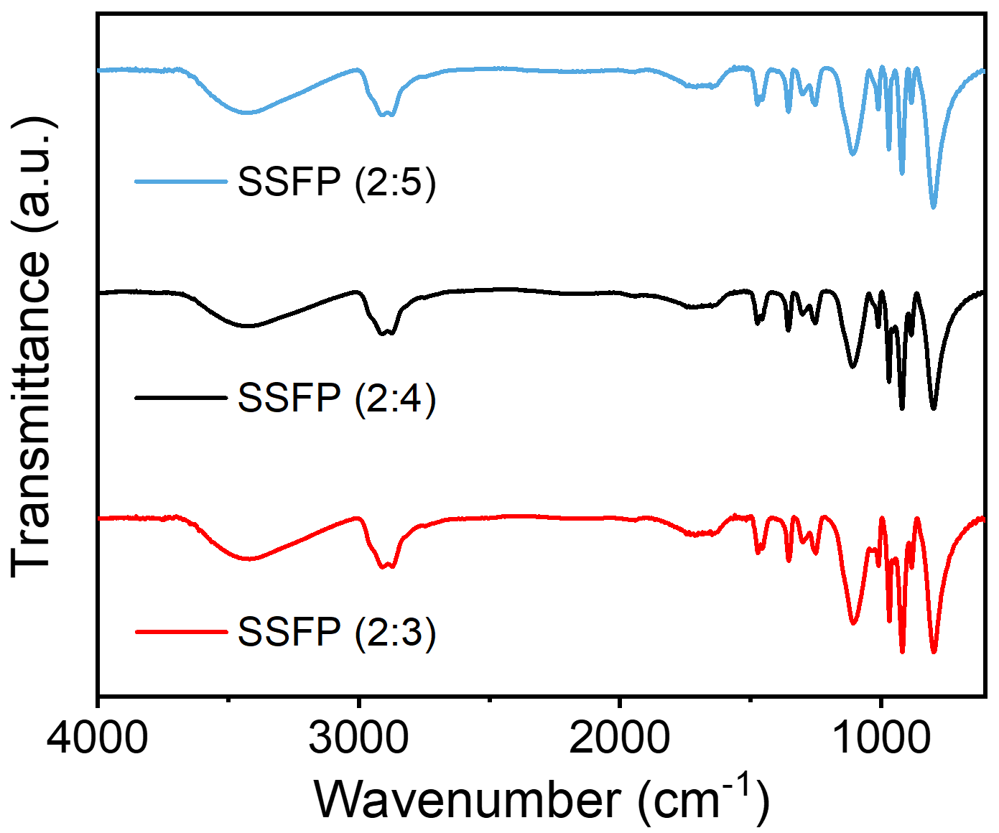 Transmittance (a.u.)
SSFP (2:5)
SSFP (2:4)
SSFP (2:3)
4000 3000 2000 1000
Wavenumber (cm⁻¹)